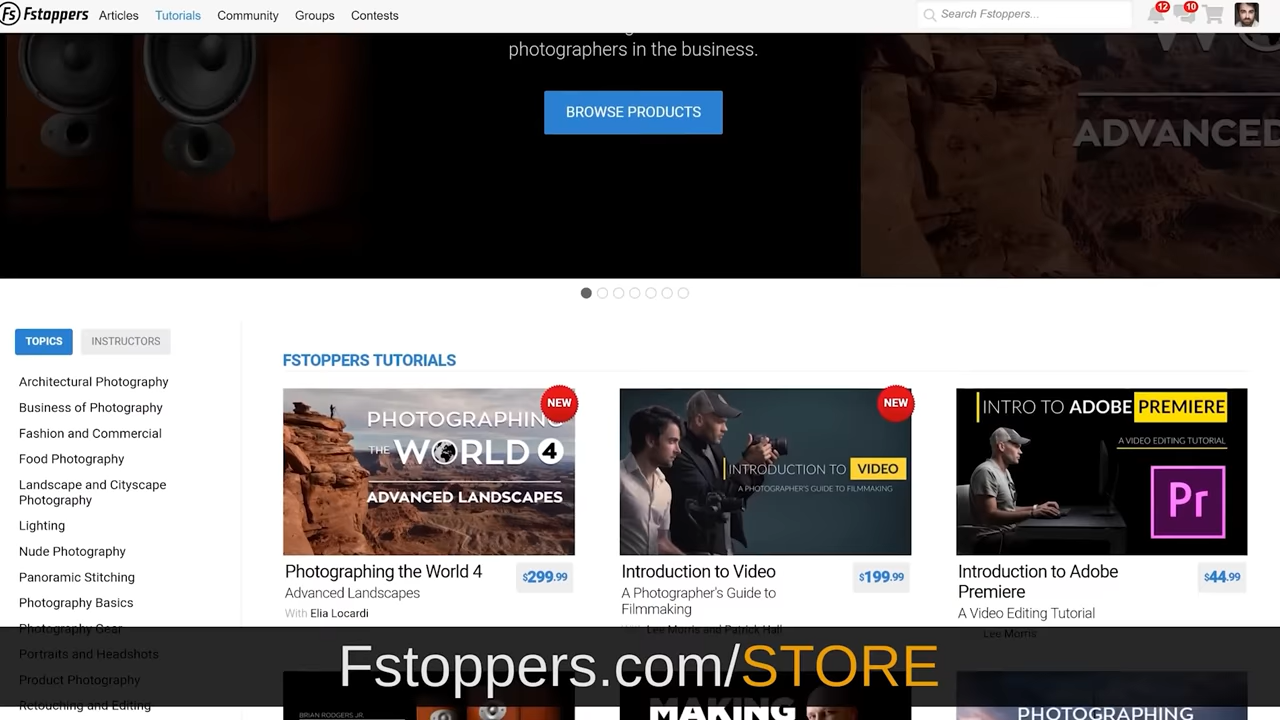 Fstoppers Articles Tutorials Community Groups Contests Search Fstoppers... 12 10
photographers in the business.
BROWSE PRODUCTS
ADVANCED
TOPICS INSTRUCTORS
Architectural Photography
Business of Photography
Fashion and Commercial
Food Photography
Landscape and Cityscape
Photography
Lighting
Nude Photography
Panoramic Stitching
Photography Basics
Photography Gear
Portraits and Headshots
Product Photography
Retouching and Editing
FSTOPPERS TUTORIALS
NEW
PHOTOGRAPHING
THE WORLD 4
ADVANCED LANDSCAPES
Photographing the World 4
$299.99
Advanced Landscapes
With Elia Locardi
NEW
INTRODUCTION TO VIDEO
A PHOTOGRAPHER'S GUIDE TO FILMMAKING
Introduction to Video
$199.99
A Photographer's Guide to
Filmmaking
With Lee Morris and Patrick Hall
INTRO TO ADOBE PREMIERE
A VIDEO EDITING TUTORIAL
Pr
Introduction to Adobe
Premiere
$44.99
A Video Editing Tutorial
Lee Morris
Fstoppers.com/STORE
BRIAN RODGERS JR.
MAKING
PHOTOGRAPHING